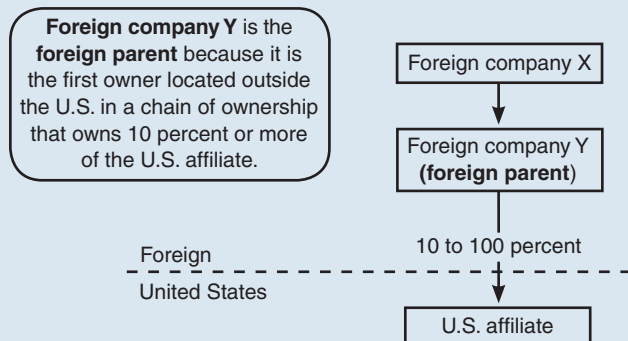 Foreign company Y is the
foreign parent because it is
the first owner located outside
the U.S. in a chain of ownership
that owns 10 percent or more
of the U.S. affiliate.
Foreign company X
Foreign company Y
(foreign parent)
10 to 100 percent
Foreign
United States
U.S. affiliate